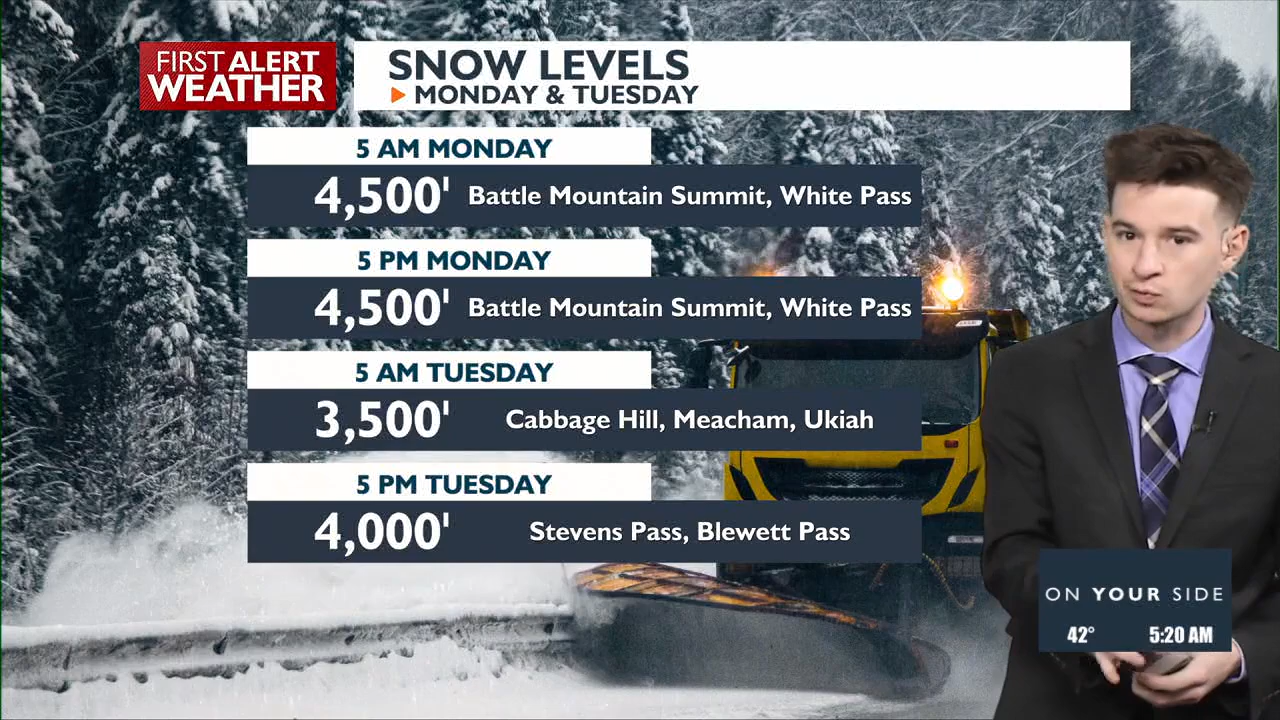 FIRST ALERT
WEATHER
SNOW LEVELS
MONDAY & TUESDAY
5 AM MONDAY
4,500' Battle Mountain Summit, White Pass
5 PM MONDAY
4,500' Battle Mountain Summit, White Pass
5 AM TUESDAY
3,500' Cabbage Hill, Meacham, Ukiah
5 PM TUESDAY
4,000' Stevens Pass, Blewett Pass
ON YOUR SIDE
42° 5:20 AM